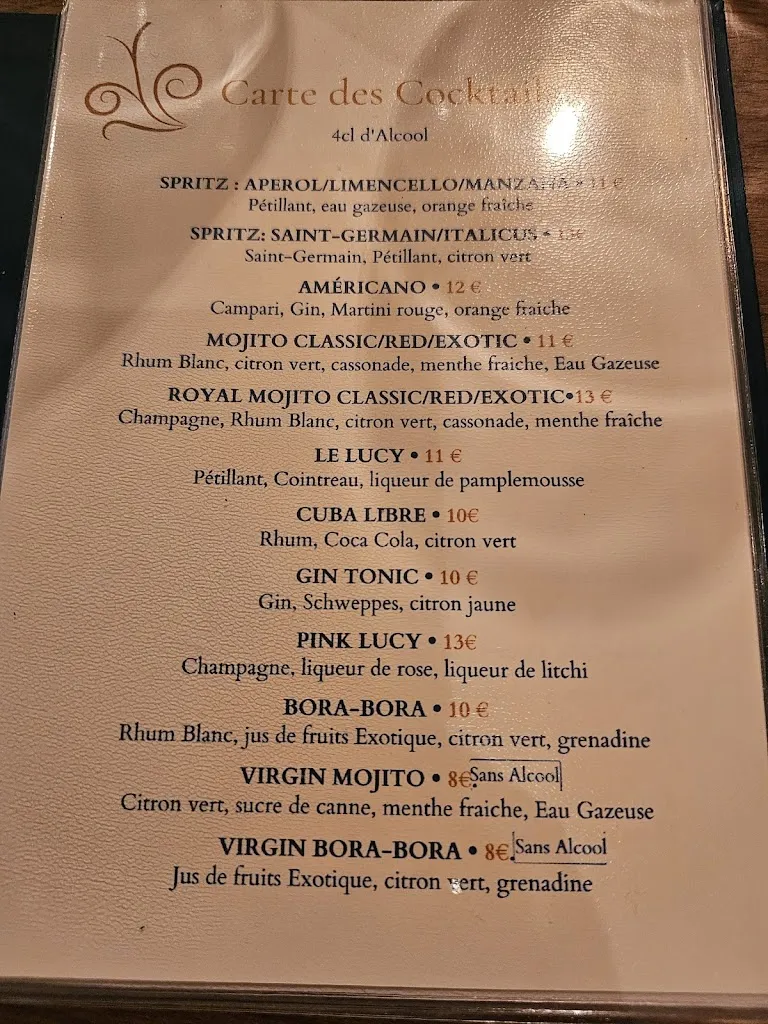 Carte des Cocktail
4cl d'Alcool
SPRITZ : APEROL/LIMENCELLO/MANZANA • 11 €
Pétillant, eau gazeuse, orange fraîche
SPRITZ: SAINT-GERMAIN/ITALICUS • 13€
Saint-Germain, Pétillant, citron vert
AMÉRICANO • 12 €
Campari, Gin, Martini rouge, orange fraiche
MOJITO CLASSIC/RED/EXOTIC • 11 €
Rhum Blanc, citron vert, cassonade, menthe fraiche, Eau Gazeuse
ROYAL MOJITO CLASSIC/RED/EXOTIC•13 €
Champagne, Rhum Blanc, citron vert, cassonade, menthe fraîche
LE LUCY • 11 €
Pétillant, Cointreau, liqueur de pamplemousse
CUBA LIBRE • 10€
Rhum, Coca Cola, citron vert
GIN TONIC • 10 €
Gin, Schweppes, citron jaune
PINK LUCY • 13€
Champagne, liqueur de rose, liqueur de litchi
BORA-BORA • 10 €
Rhum Blanc, jus de fruits Exotique, citron vert, grenadine
VIRGIN MOJITO • 8€ Sans Alcool
Citron vert, sucre de canne, menthe fraiche, Eau Gazeuse
VIRGIN BORA-BORA • 8€ Sans Alcool
Jus de fruits Exotique, citron vert, grenadine